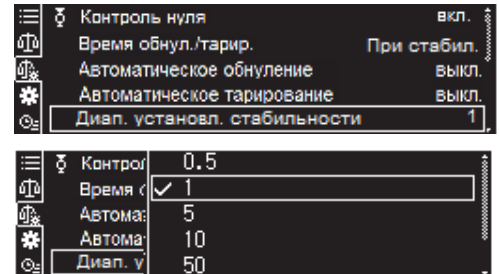 Контроль нуля вкл.
Время обнул./тарир. При стабил.
Автоматическое обнуление выкл.
Автоматическое тарирование выкл.
Диап. установл. стабильности 1
Контрол 0.5
Время 1
Автома 5
Автома 10
Диап. у 50